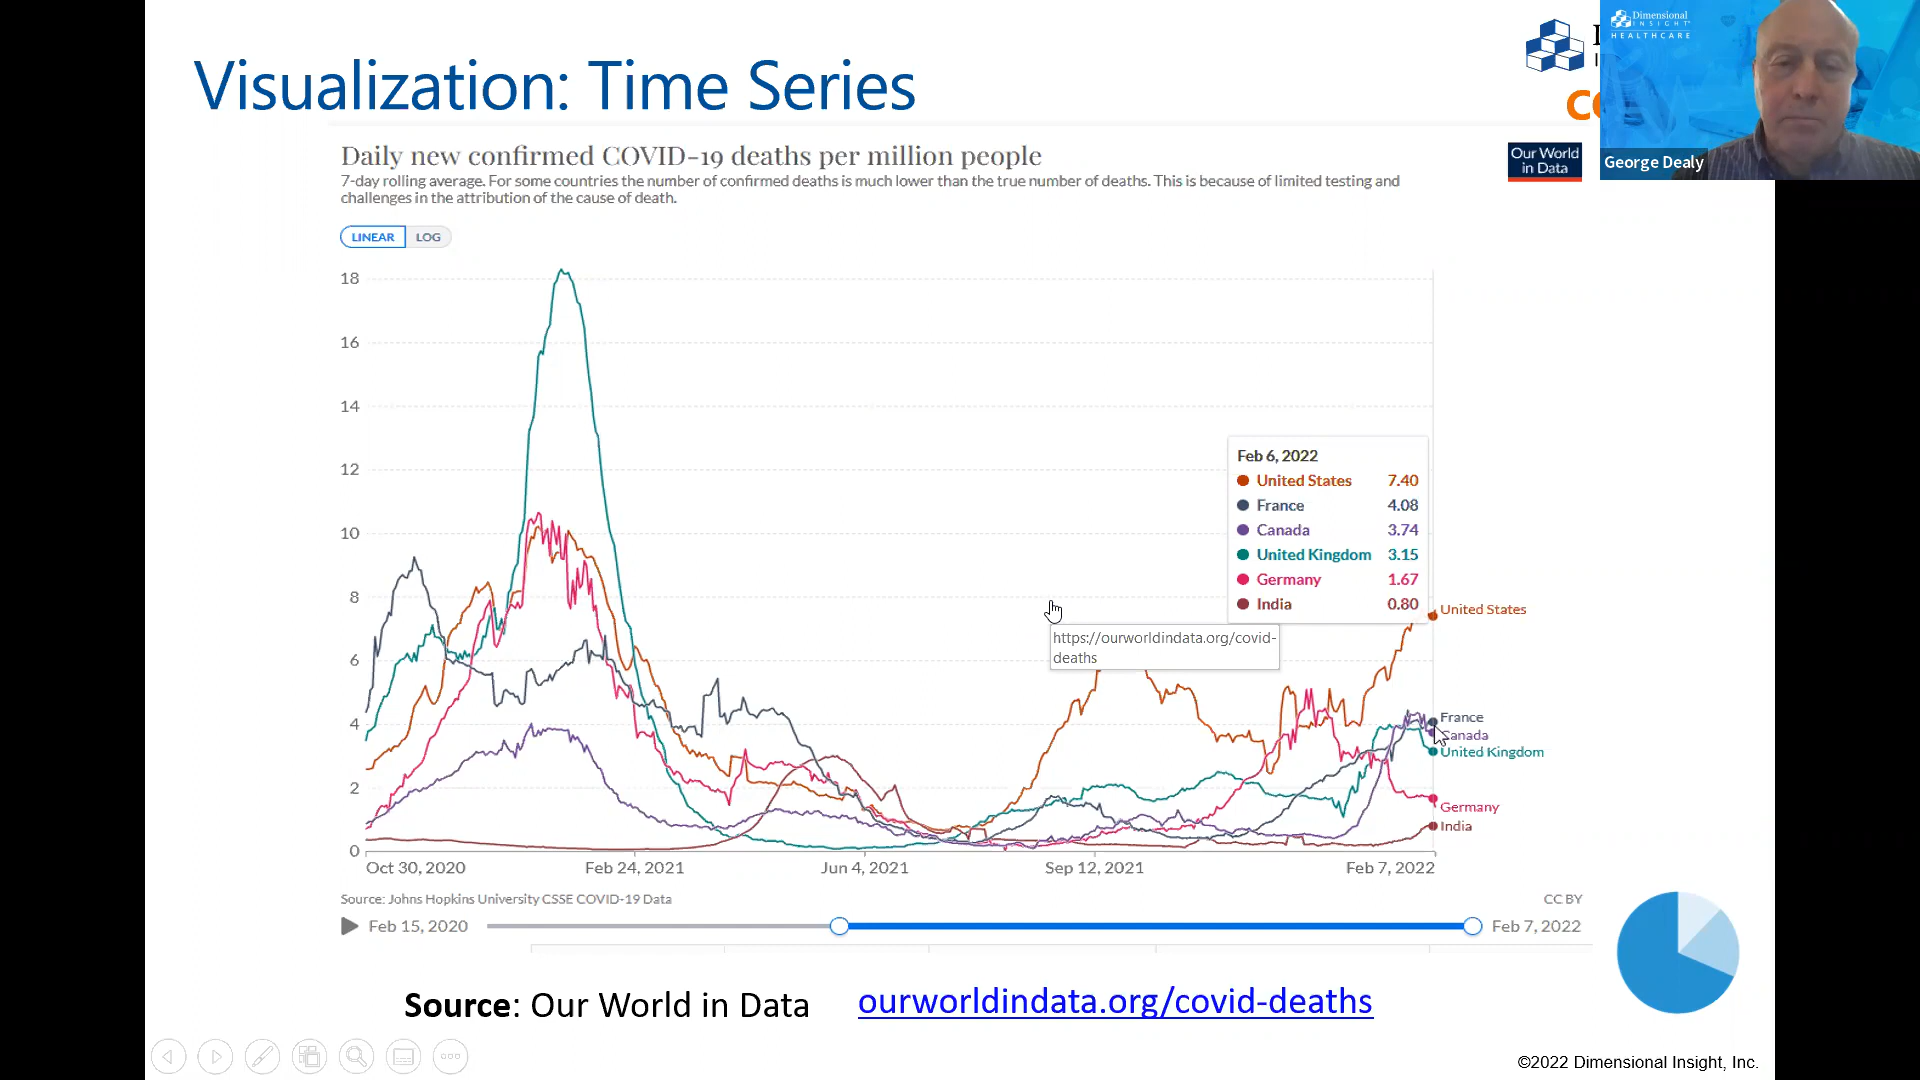 Visualization: Time Series
Dimensional
INSIGHT
HEALTHCARE
George Dealy
Daily new confirmed COVID-19 deaths per million people
7-day rolling average. For some countries the number of confirmed deaths is much lower than the true number of deaths. This is because of limited testing and
challenges in the attribution of the cause of death.
Our World
in Data
LINEAR
LOG
18
16
14
12
10
8
6
4
2
0
Feb 6, 2022
United States 7.40
France 4.08
Canada 3.74
United Kingdom 3.15
Germany 1.67
India 0.80
https://ourworldindata.org/covid-
deaths
United States
France
Canada
United Kingdom
Germany
India
Oct 30, 2020
Feb 24, 2021
Jun 4, 2021
Sep 12, 2021
Feb 7, 2022
Source: Johns Hopkins University CSSE COVID-19 Data
CC BY
Feb 15, 2020
Feb 7, 2022
Source: Our World in Data
ourworldindata.org/covid-deaths
©2022 Dimensional Insight, Inc.